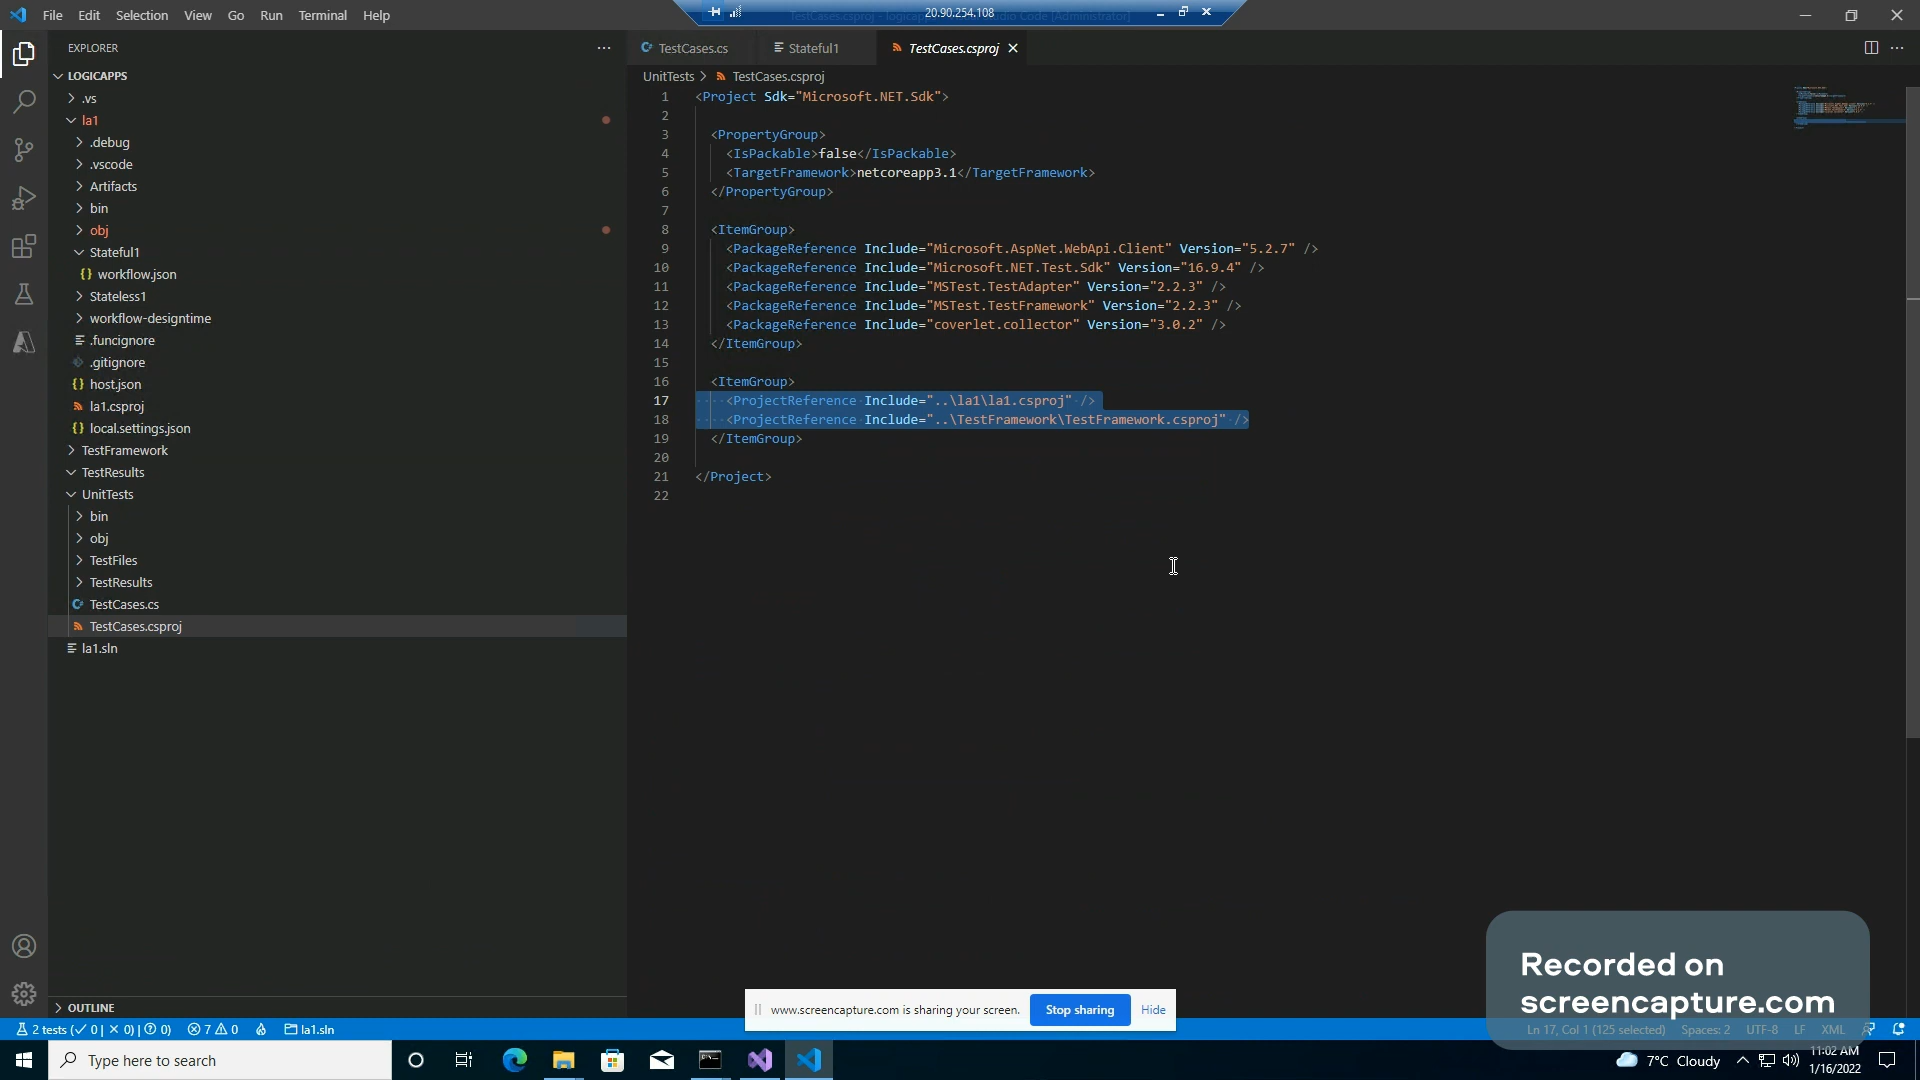 File Edit Selection View Go Run Terminal Help
20.90.254.108
EXPLORER
LOGICAPPS
.vs
la1
.debug
.vscode
Artifacts
bin
obj
Stateful1
{} workflow.json
Stateless1
workflow-designtime
.funcignore
.gitignore
{} host.json
la1.csproj
{} local.settings.json
TestFramework
TestResults
UnitTests
bin
obj
TestFiles
TestResults
TestCases.cs
TestCases.csproj
la1.sln
OUTLINE
TestCases.cs Stateful1 TestCases.csproj
UnitTests > TestCases.csproj
1 <Project Sdk="Microsoft.NET.Sdk">
2
3 <PropertyGroup>
4 <IsPackable>false</IsPackable>
5 <TargetFramework>netcoreapp3.1</TargetFramework>
6 </PropertyGroup>
7
8 <ItemGroup>
9 <PackageReference Include="Microsoft.AspNet.WebApi.Client" Version="5.2.7" />
10 <PackageReference Include="Microsoft.NET.Test.Sdk" Version="16.9.4" />
11 <PackageReference Include="MSTest.TestAdapter" Version="2.2.3" />
12 <PackageReference Include="MSTest.TestFramework" Version="2.2.3" />
13 <PackageReference Include="coverlet.collector" Version="3.0.2" />
14 </ItemGroup>
15
16 <ItemGroup>
17 <ProjectReference Include="..\la1\la1.csproj" />
18 <ProjectReference Include="..\TestFramework\TestFramework.csproj" />
19 </ItemGroup>
20
21 </Project>
22
Recorded on
screencapture.com
www.screencapture.com is sharing your screen. Stop sharing Hide
2 tests (✓ 0 | × 0 | 0) 7 0 la1.sln
Ln 17, Col 1 (125 selected) Spaces: 2 UTF-8 LF XML
Type here to search
7°C Cloudy
11:02 AM
1/16/2022